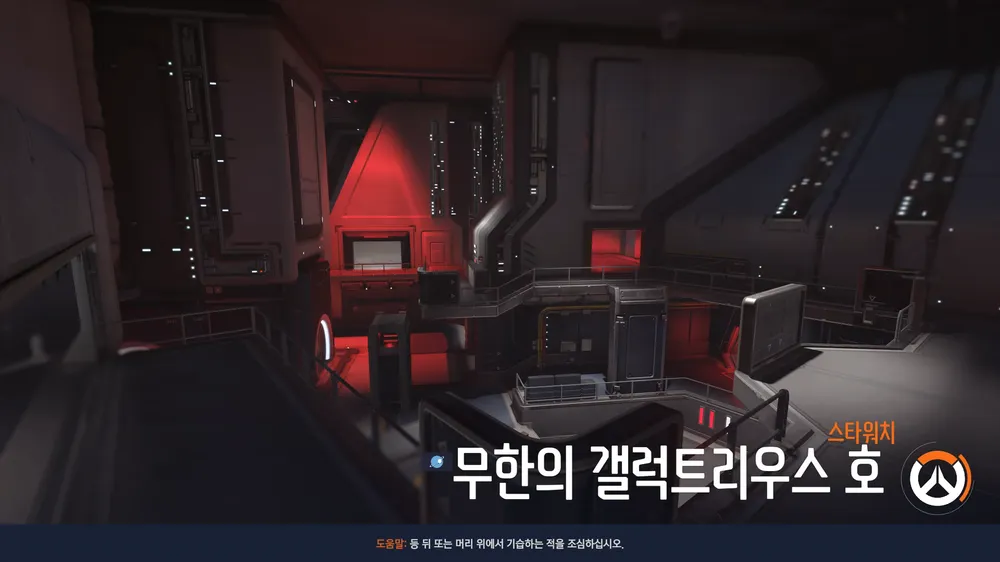 스타워치
무한의 갤럭트리우스 호
도움말: 등 뒤 또는 머리 위에서 기습하는 적을 조심하십시오.